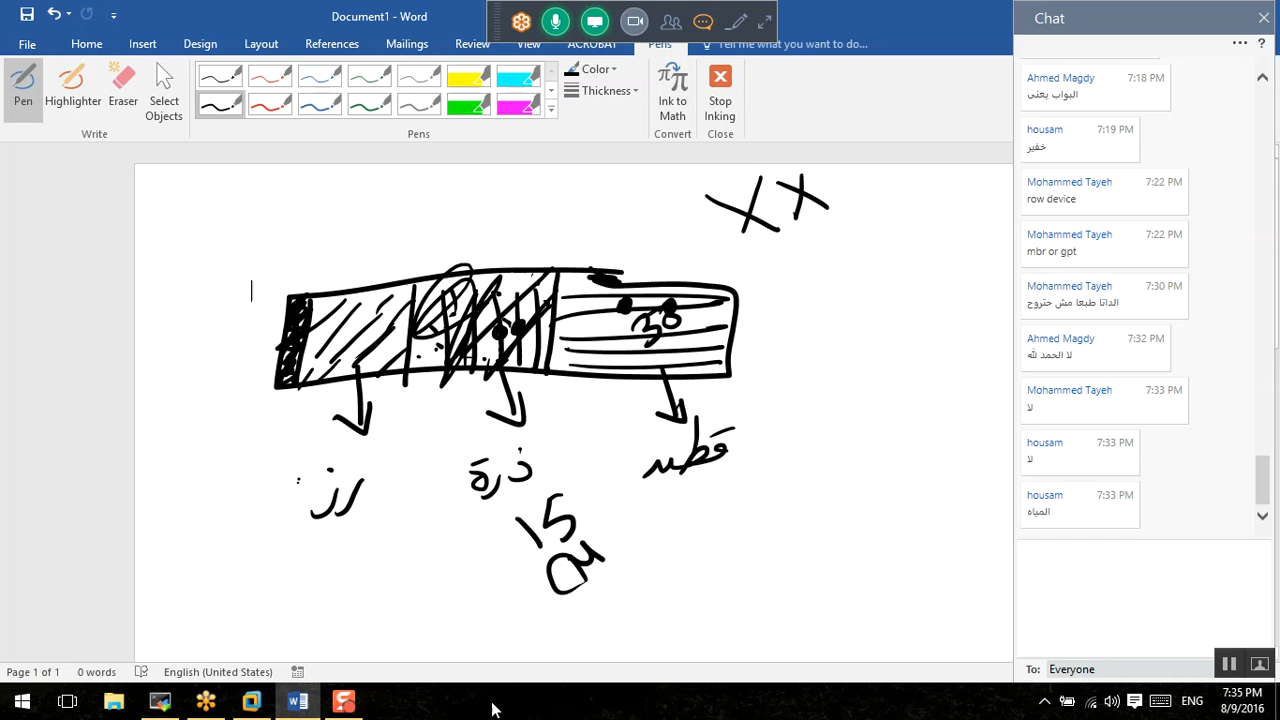 Document1 - Word
File
Home
Insert
Design
Layout
References
Mailings
Review
View
ACROBAT
Pens
Tell me what you want to do...
Pen
Highlighter
Eraser
Select Objects
Color
Thickness
Ink to Math
Stop Inking
Write
Pens
Convert
Close
XX
38
رز
ذرة
15
Page 1 of 1
0 words
English (United States)
Chat
Ahmed Magdy 7:18 PM
البواب يعنى
housam 7:19 PM
خفير
Mohammed Tayeh 7:22 PM
row device
Mohammed Tayeh 7:22 PM
mbr or gpt
Mohammed Tayeh 7:30 PM
الداتا طبعا مش حتروح
Ahmed Magdy 7:32 PM
لا الحمد لله
Mohammed Tayeh 7:33 PM
لا
housam 7:33 PM
لا
housam 7:33 PM
المياه
To: Everyone
ENG
7:35 PM
8/9/2016